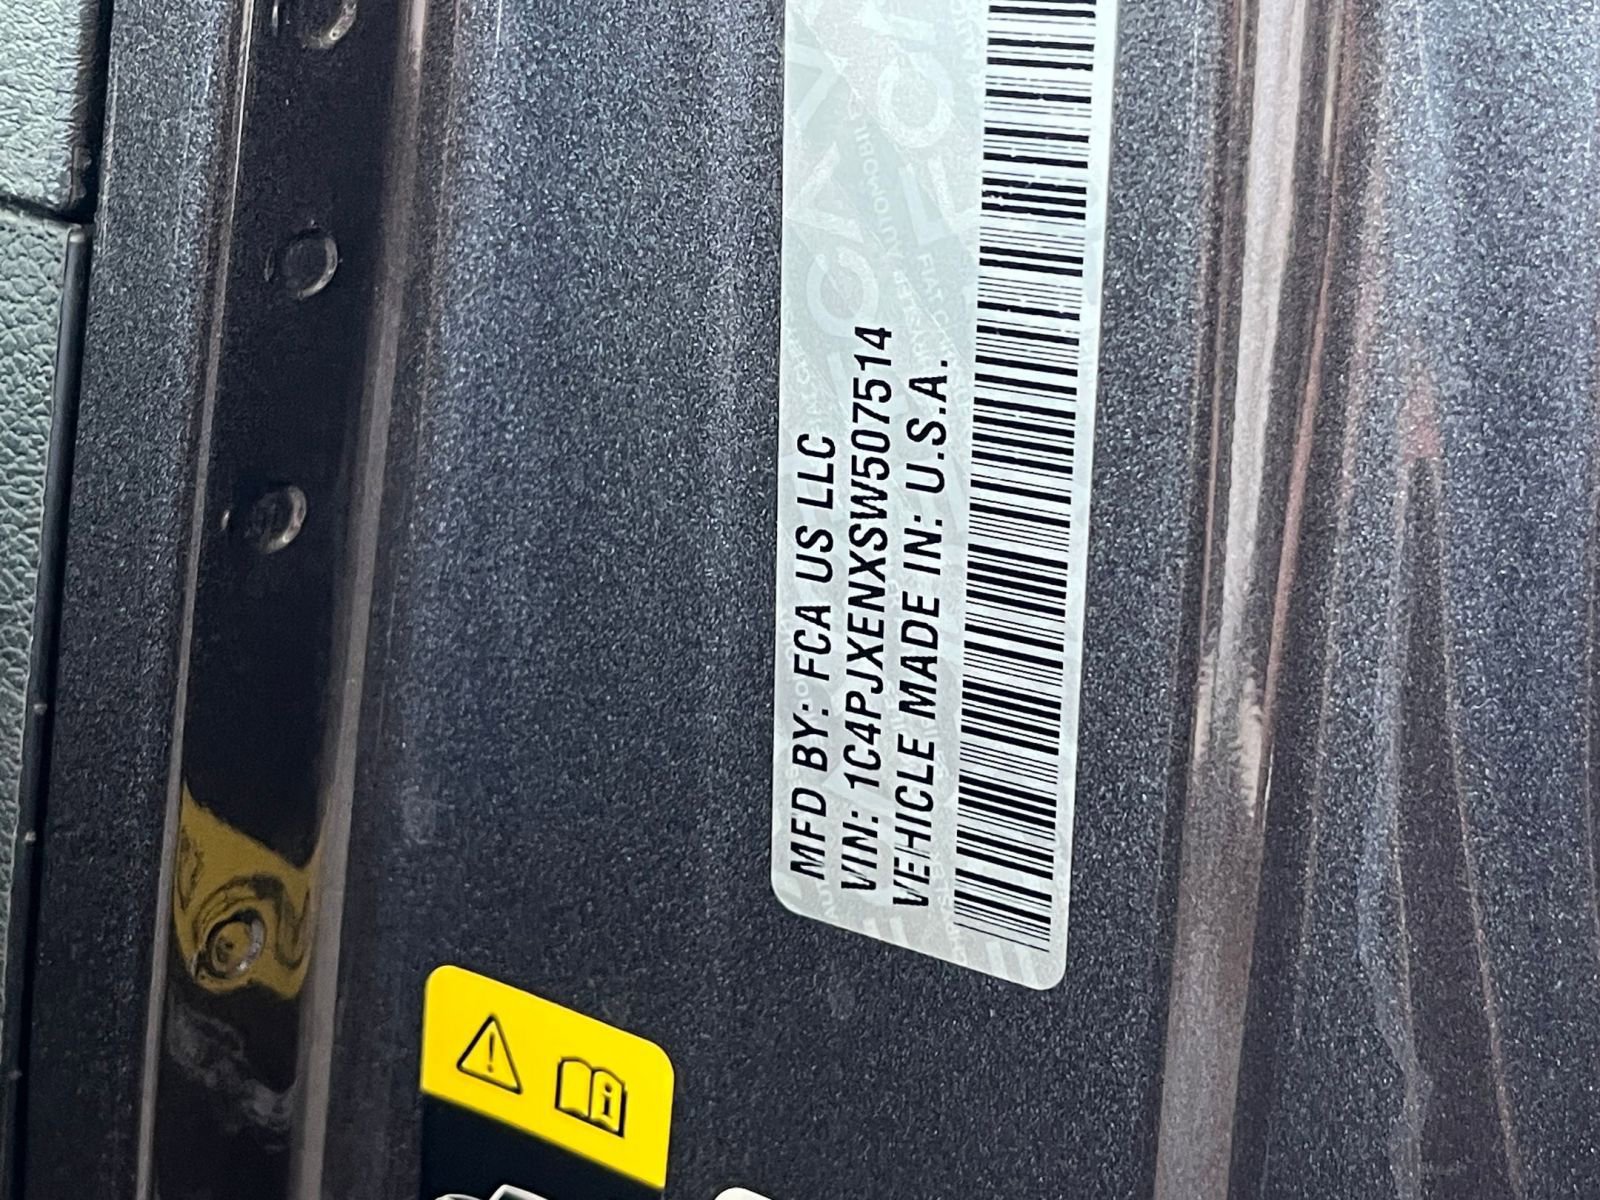 MFD BY: FCA US LLC
VIN: 1C4PJXENXSW507514
VEHICLE MADE IN: U.S.A.